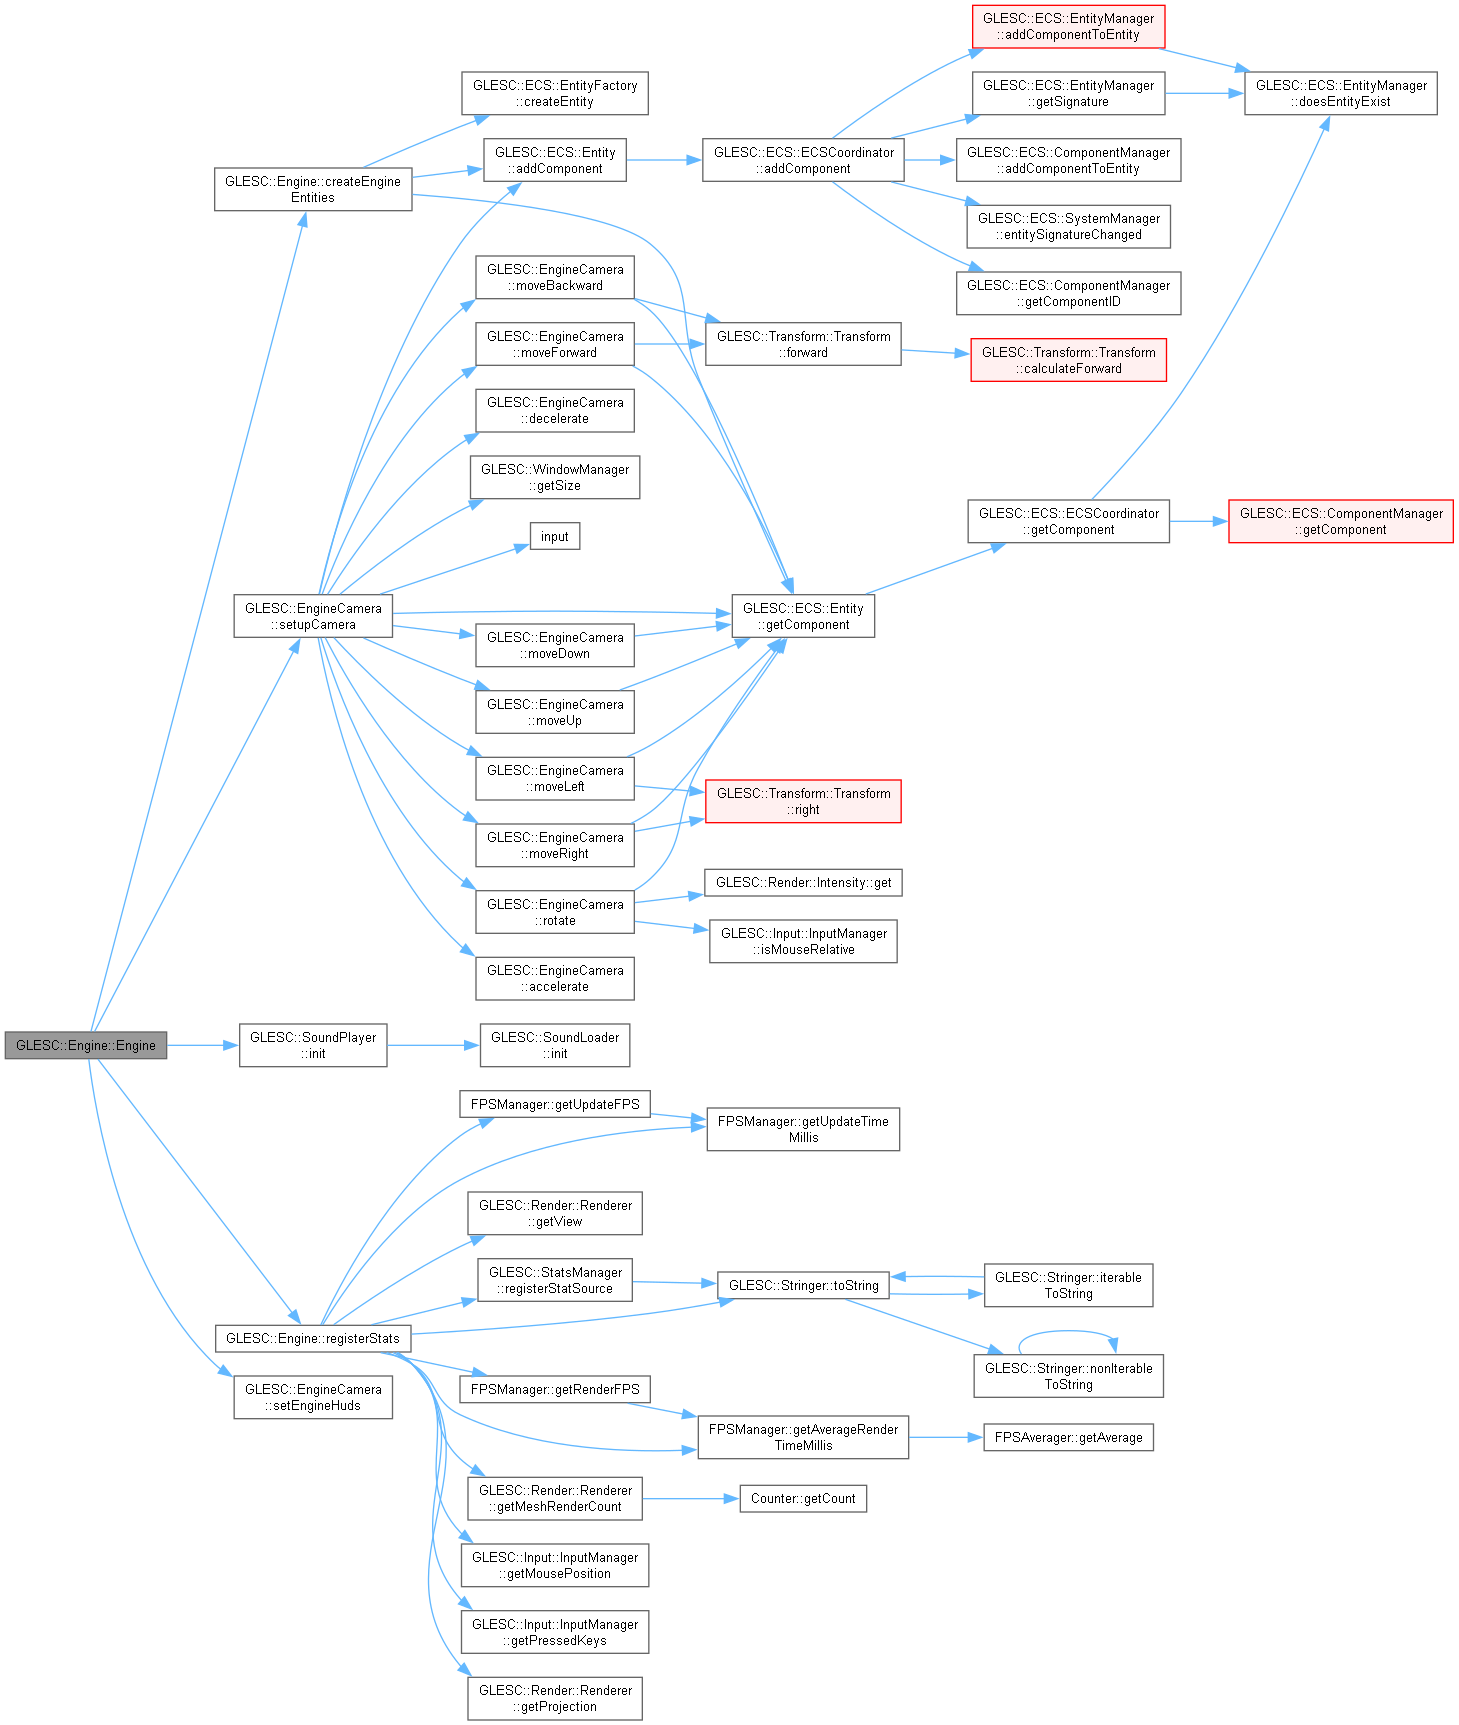 GLESC::ECS::EntityManager
::addComponentToEntity
GLESC::ECS::EntityFactory
::createEntity
GLESC::ECS::EntityManager
::getSignature
GLESC::ECS::EntityManager
::doesEntityExist
GLESC::ECS::Entity
::addComponent
GLESC::ECS::ECSCoordinator
::addComponent
GLESC::ECS::ComponentManager
::addComponentToEntity
GLESC::Engine::createEngine
Entities
GLESC::ECS::SystemManager
::entitySignatureChanged
GLESC::EngineCamera
::moveBackward
GLESC::ECS::ComponentManager
::getComponentID
GLESC::EngineCamera
::moveForward
GLESC::Transform::Transform
::forward
GLESC::Transform::Transform
::calculateForward
GLESC::EngineCamera
::decelerate
GLESC::WindowManager
::getSize
GLESC::ECS::ECSCoordinator
::getComponent
GLESC::ECS::ComponentManager
::getComponent
input
GLESC::EngineCamera
::setupCamera
GLESC::ECS::Entity
::getComponent
GLESC::EngineCamera
::moveDown
GLESC::EngineCamera
::moveUp
GLESC::EngineCamera
::moveLeft
GLESC::Transform::Transform
::right
GLESC::EngineCamera
::moveRight
GLESC::Render::Intensity::get
GLESC::EngineCamera
::rotate
GLESC::Input::InputManager
::isMouseRelative
GLESC::EngineCamera
::accelerate
GLESC::Engine::Engine
GLESC::SoundPlayer
::init
GLESC::SoundLoader
::init
FPSManager::getUpdateFPS
FPSManager::getUpdateTime
Millis
GLESC::Render::Renderer
::getView
GLESC::StatsManager
::registerStatSource
GLESC::Stringer::toString
GLESC::Stringer::iterable
ToString
GLESC::Engine::registerStats
GLESC::Stringer::nonIterable
ToString
GLESC::EngineCamera
::setEngineHuds
FPSManager::getRenderFPS
FPSManager::getAverageRender
TimeMillis
FPSAverager::getAverage
GLESC::Render::Renderer
::getMeshRenderCount
Counter::getCount
GLESC::Input::InputManager
::getMousePosition
GLESC::Input::InputManager
::getPressedKeys
GLESC::Render::Renderer
::getProjection